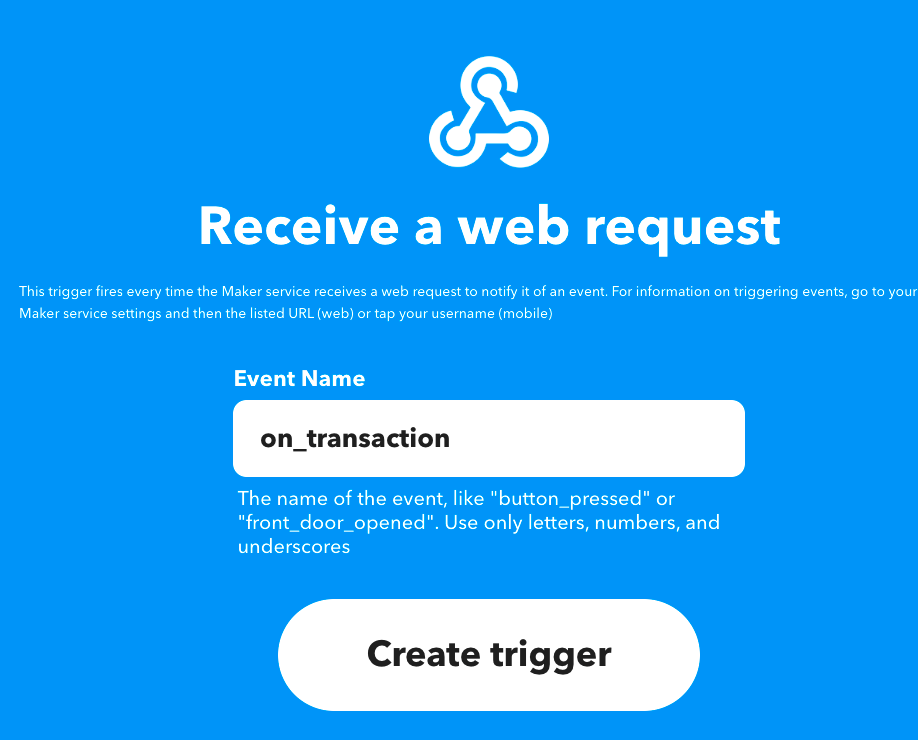 Receive a web request
This trigger fires every time the Maker service receives a web request to notify it of an event. For information on triggering events, go to your
Maker service settings and then the listed URL (web) or tap your username (mobile)
Event Name
on_transaction
The name of the event, like "button_pressed" or
"front_door_opened". Use only letters, numbers, and
underscores
Create trigger